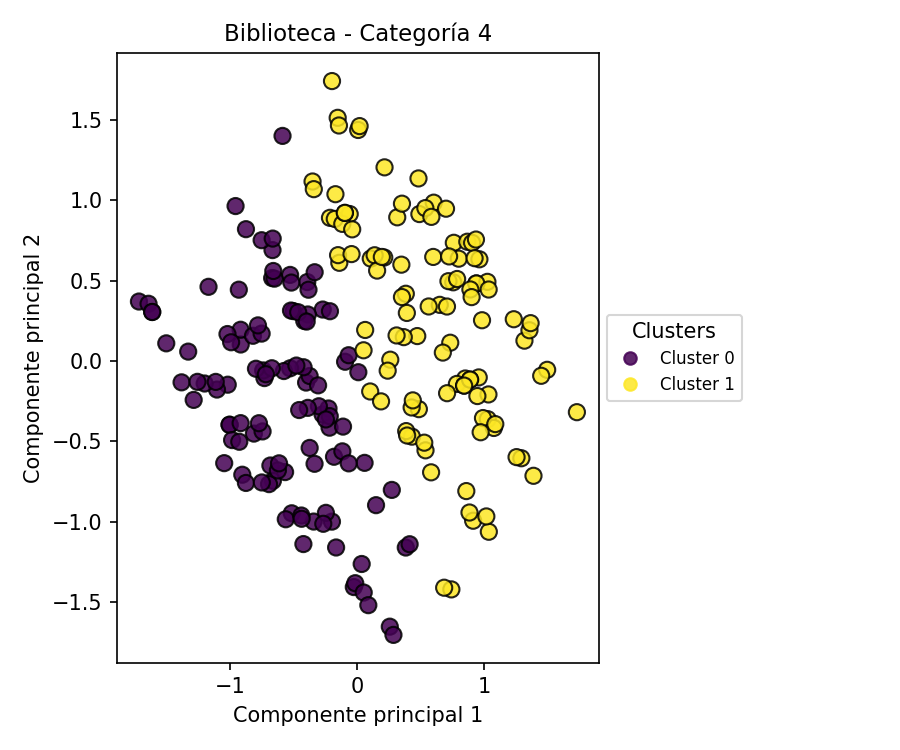 Biblioteca - Categoría 4
Componente principal 2
1.5
1.0
0.5
0.0
−0.5
−1.0
−1.5
−1
0
1
Componente principal 1
Clusters
Cluster 0
Cluster 1